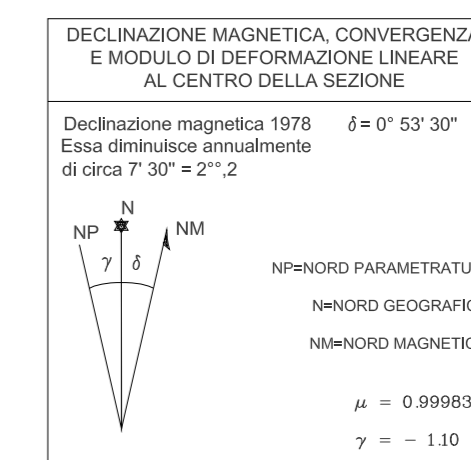 DECLINAZIONE MAGNETICA, CONVERGENZA
E MODULO DI DEFORMAZIONE LINEARE
AL CENTRO DELLA SEZIONE
Declinazione magnetica 1978 δ = 0° 53' 30"
Essa diminuisce annualmente
di circa 7' 30" = 2°°,2
N
NP NM
γ δ
NP=NORD PARAMETRATU
N=NORD GEOGRAFIC
NM=NORD MAGNETIC
μ = 0.99983
γ = - 1.10